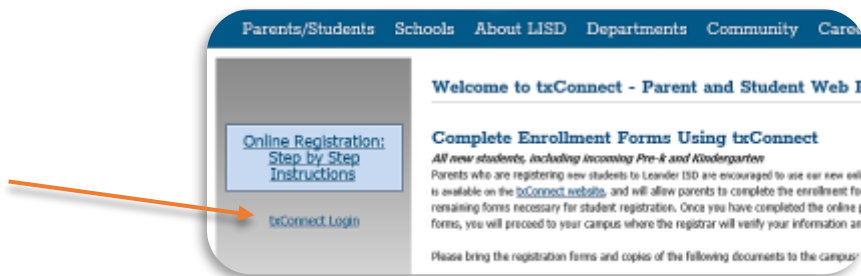 Parents/Students Schools About LISD Departments Community
Welcome to txConnect - Parent and Student Web
Online Registration:
Step by Step
Instructions
txConnect Login
Complete Enrollment Forms Using txConnect
All new students, including incoming Pre-k and Kindergarten
Parents who are registering new students to Leander ISD are encouraged to use our new
is available on the txConnect website, and will allow parents to complete the enrollment
remaining forms necessary for student registration. Once you have completed the online
forms, you will proceed to your campus where the registrar will verify your information
Please bring the registration forms and copies of the following documents to the campus